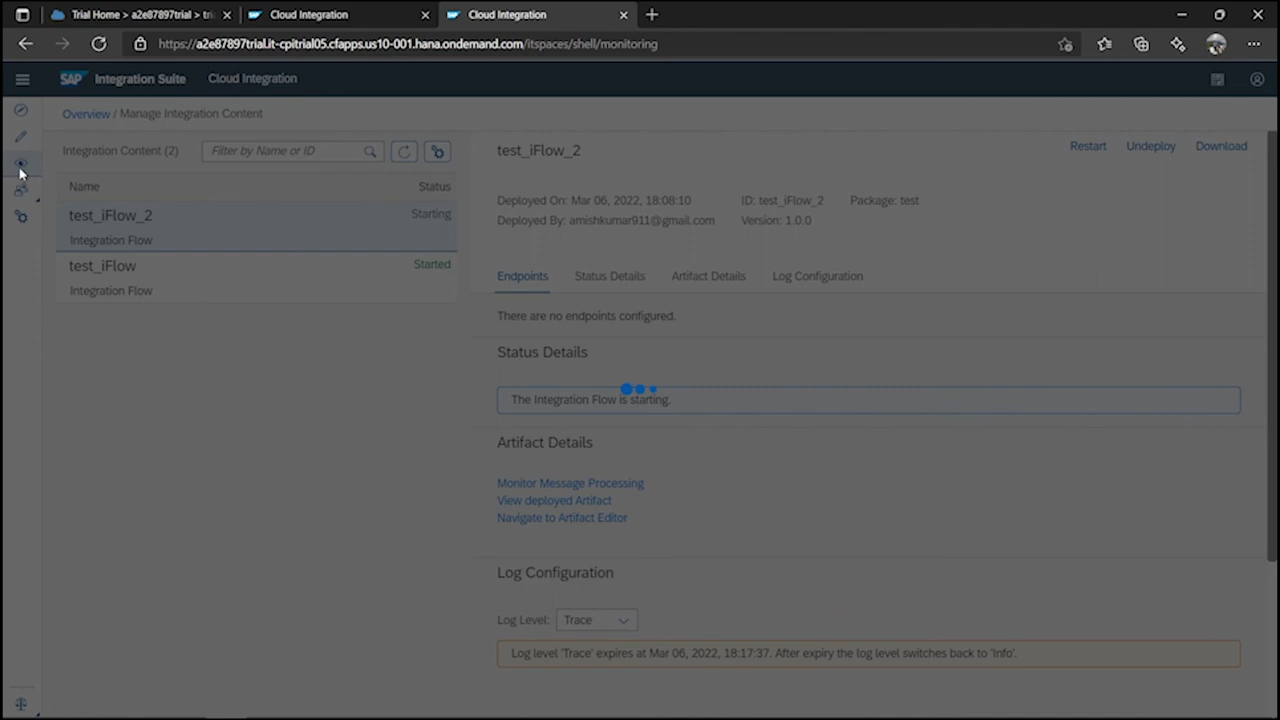 Trial Home > a2e87897trial > tri
Cloud Integration
Cloud Integration
https://a2e87897trial.it-cpitrial05.cfapps.us10-001.hana.ondemand.com/itspaces/shell/monitoring
SAP Integration Suite Cloud Integration
Overview / Manage Integration Content
Integration Content (2)
Filter by Name or ID
Name Status
test_iFlow_2 Starting
Integration Flow
test_iFlow Started
Integration Flow
test_iFlow_2
Restart Undeploy Download
Deployed On: Mar 06, 2022, 18:08:10 ID: test_iFlow_2 Package: test
Deployed By: amishkumar911@gmail.com Version: 1.0.0
Endpoints Status Details Artifact Details Log Configuration
There are no endpoints configured.
Status Details
The Integration Flow is starting.
Artifact Details
Monitor Message Processing
View deployed Artifact
Navigate to Artifact Editor
Log Configuration
Log Level: Trace
Log level 'Trace' expires at Mar 06, 2022, 18:17:37. After expiry the log level switches back to 'Info'.